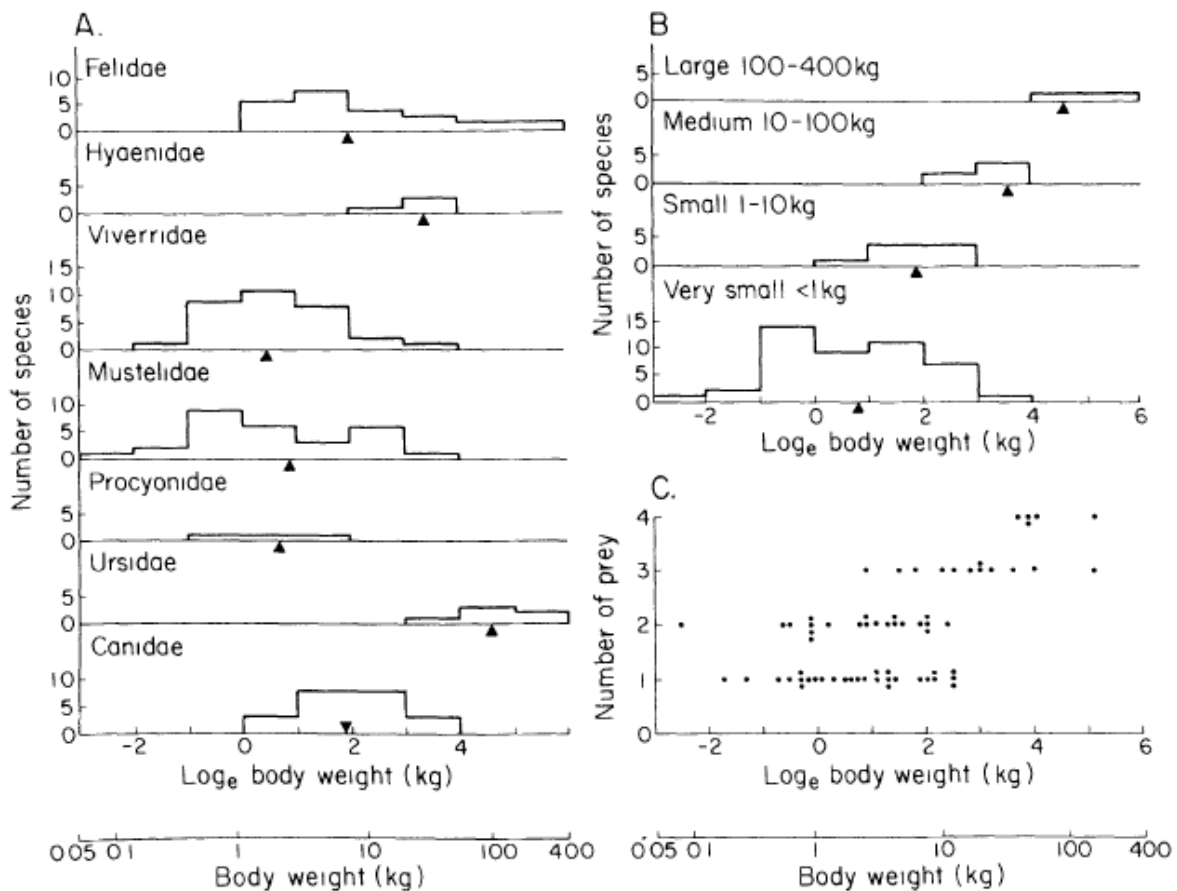 A.
Felidae
10
5
0
Hyaenidae
5
0
Viverridae
15
10
5
0
Mustelidae
10
5
0
Procyonidae
5
0
Ursidae
5
0
Canidae
10
5
0
Number of species
-2 0 2 4
Loge body weight (kg)
0.05 0.1 1 10 100 400
Body weight (kg)
B
Large 100-400kg
5
0
Medium 10-100kg
5
0
Small 1-10kg
5
0
Very small <1kg
15
10
5
0
Number of species
-2 0 2 4 6
Loge body weight (kg)
C.
4
3
2
1
Number of prey
-2 0 2 4 6
Loge body weight (kg)
0.05 0.1 1 10 100 400
Body weight (kg)